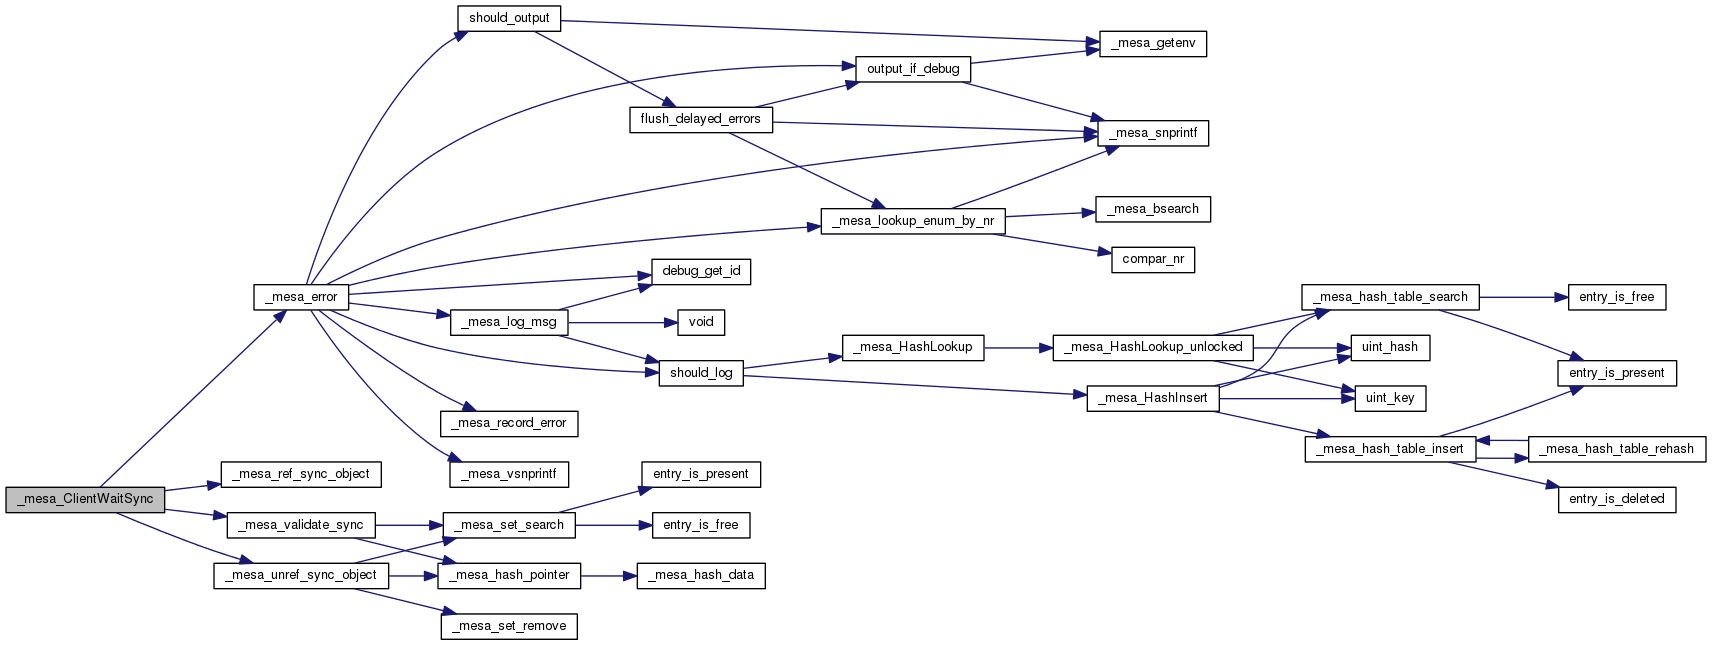 should_output
_mesa_getenv
output_if_debug
flush_delayed_errors
_mesa_snprintf
_mesa_bsearch
_mesa_lookup_enum_by_nr
compar_nr
debug_get_id
_mesa_error
_mesa_hash_table_search
entry_is_free
_mesa_log_msg
void
_mesa_HashLookup
_mesa_HashLookup_unlocked
uint_hash
should_log
entry_is_present
_mesa_HashInsert
uint_key
_mesa_record_error
_mesa_hash_table_insert
_mesa_hash_table_rehash
_mesa_ref_sync_object
_mesa_vsnprintf
entry_is_present
_mesa_ClientWaitSync
entry_is_deleted
_mesa_validate_sync
_mesa_set_search
entry_is_free
_mesa_unref_sync_object
_mesa_hash_pointer
_mesa_hash_data
_mesa_set_remove